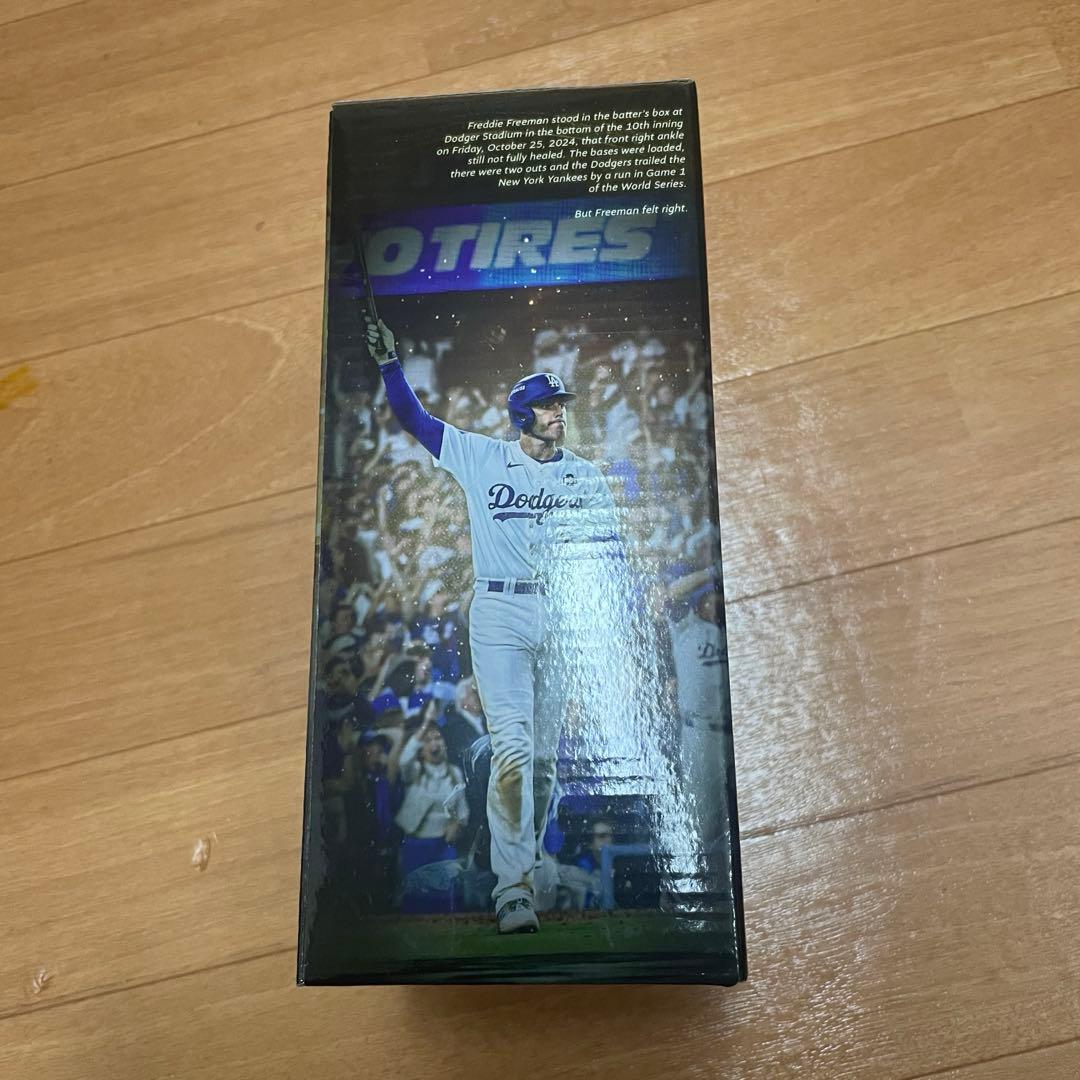 Freddie Freeman stood in the batter's box at
Dodger Stadium in the bottom of the 10th inning
on Friday, October 25, 2024, that front right ankle
still not fully healed. The bases were loaded,
there were two outs and the Dodgers trailed the
New York Yankees by a run in Game 1
of the World Series.
But Freeman felt right.
O TIRES
LA
Dodgers